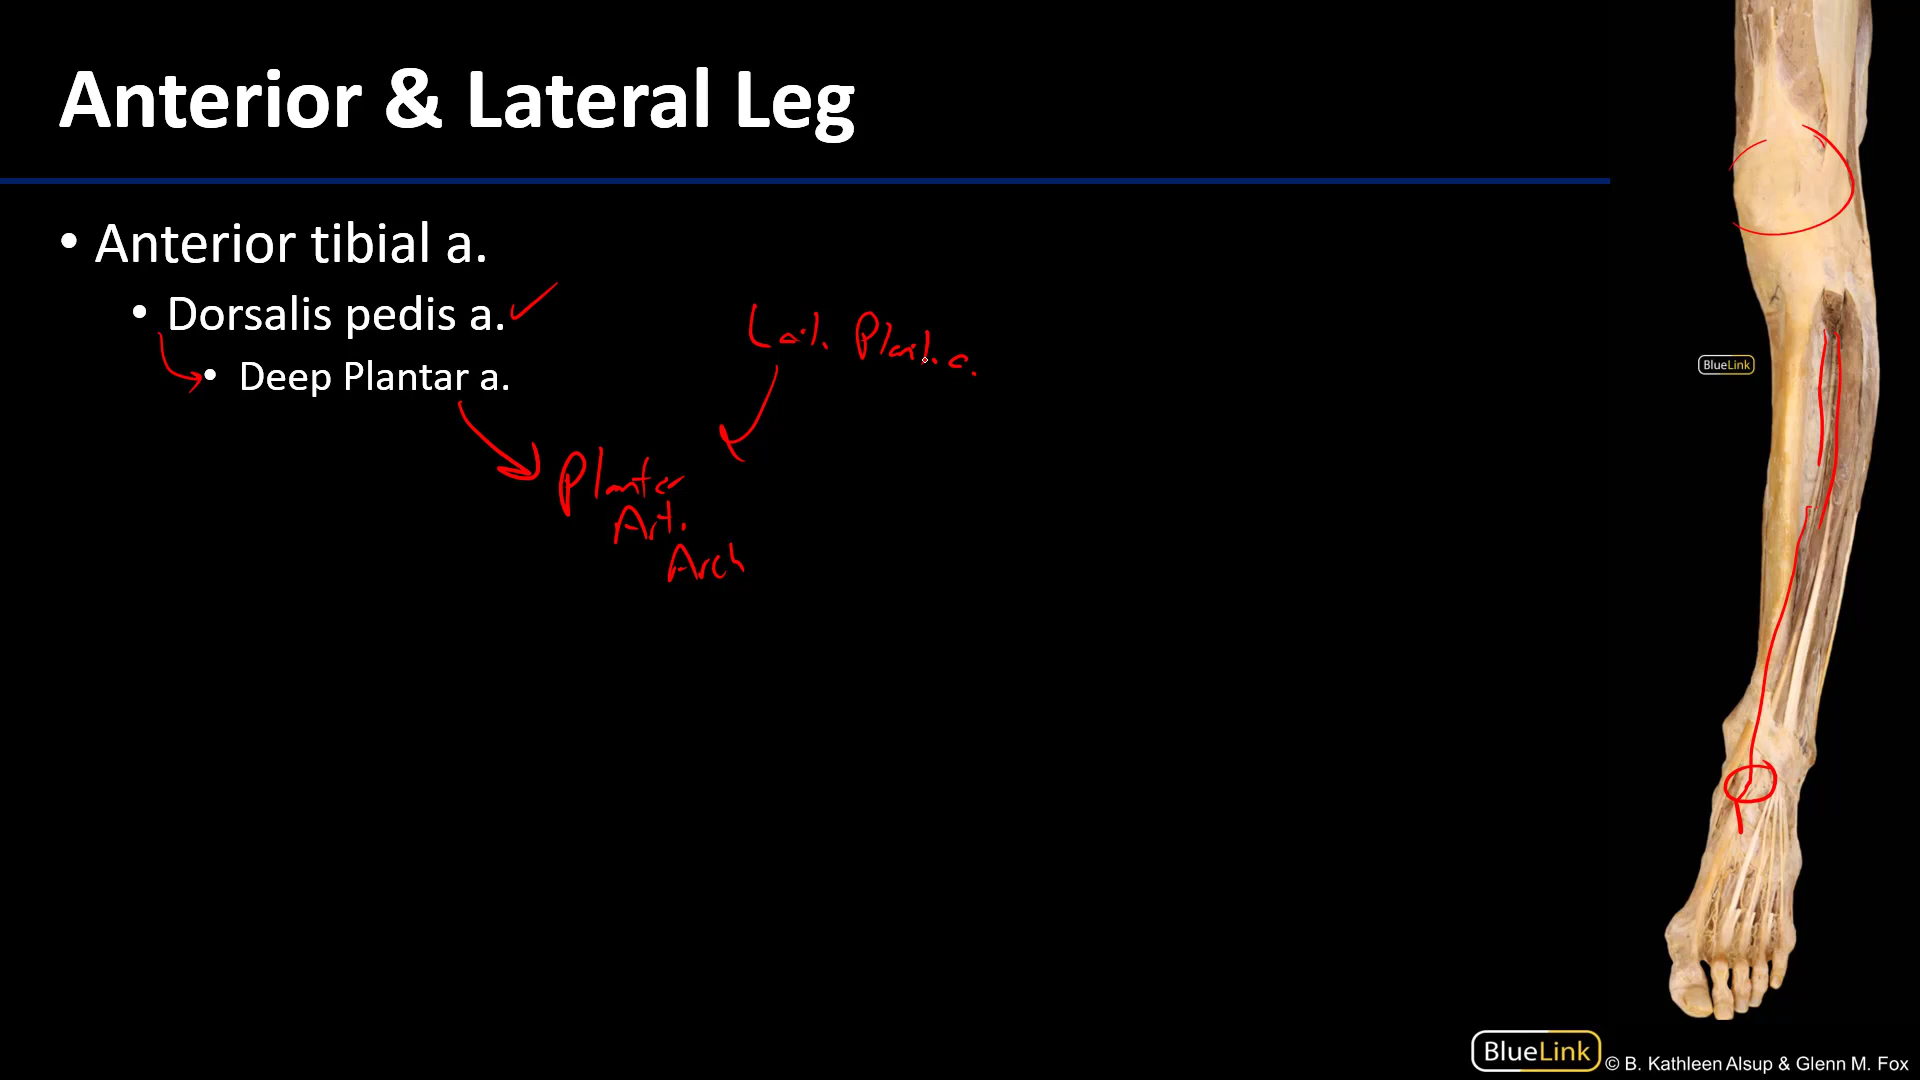 Anterior & Lateral Leg
• Anterior tibial a.
• Dorsalis pedis a.
• Deep Plantar a.
Lat. Plant. a.
Plantar
Art.
Arch
BlueLink
BlueLink © B. Kathleen Alsup & Glenn M. Fox